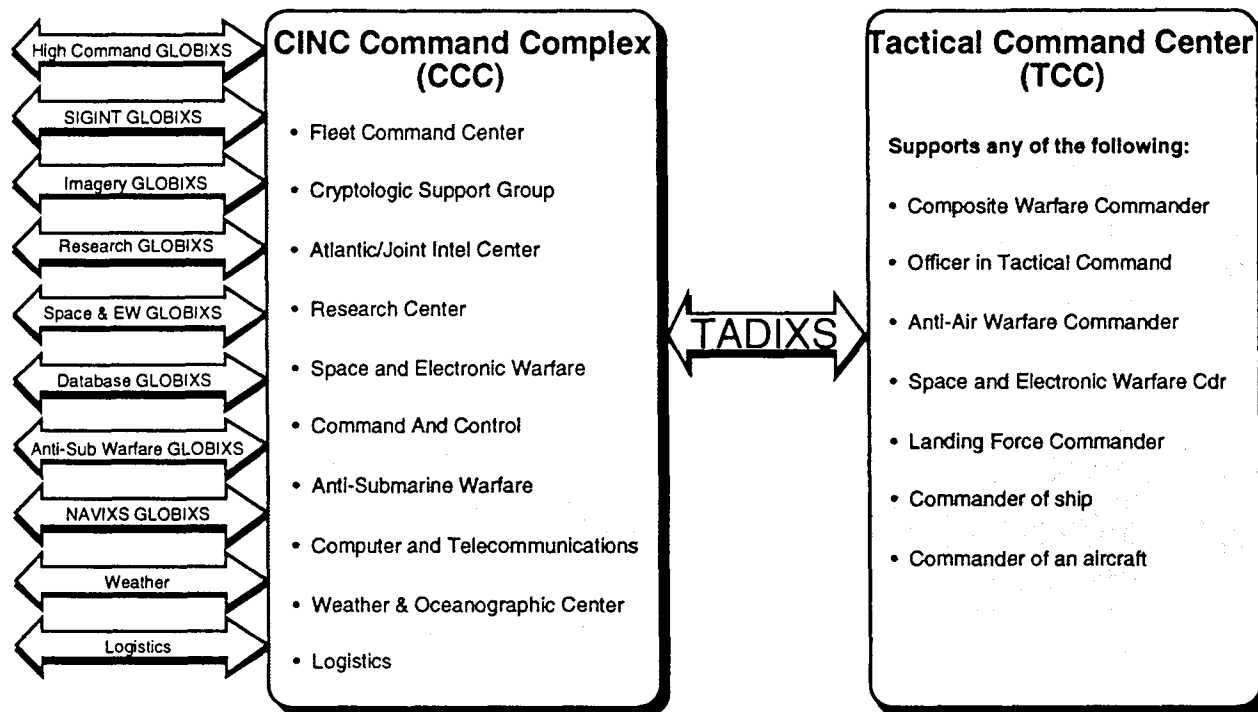 High Command GLOBIXS
SIGINT GLOBIXS
Imagery GLOBIXS
Research GLOBIXS
Space & EW GLOBIXS
Database GLOBIXS
Anti-Sub Warfare GLOBIXS
NAVIXS GLOBIXS
Weather
Logistics
CINC Command Complex
(CCC)
• Fleet Command Center
• Cryptologic Support Group
• Atlantic/Joint Intel Center
• Research Center
• Space and Electronic Warfare
• Command And Control
• Anti-Submarine Warfare
• Computer and Telecommunications
• Weather & Oceanographic Center
• Logistics
TADIXS
Tactical Command Center
(TCC)
Supports any of the following:
• Composite Warfare Commander
• Officer in Tactical Command
• Anti-Air Warfare Commander
• Space and Electronic Warfare Cdr
• Landing Force Commander
• Commander of ship
• Commander of an aircraft